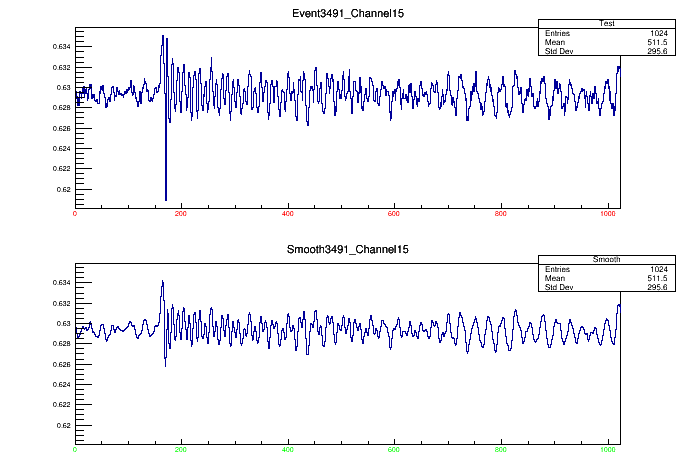 Event3491_Channel15
Test
Entries 1024
Mean 511.5
Std Dev 295.6
0.634
0.632
0.63
0.628
0.626
0.624
0.622
0.62
0 200 400 600 800 1000
Smooth3491_Channel15
Smooth
Entries 1024
Mean 511.5
Std Dev 295.6
0.634
0.632
0.63
0.628
0.626
0.624
0.622
0.62
0 200 400 600 800 1000